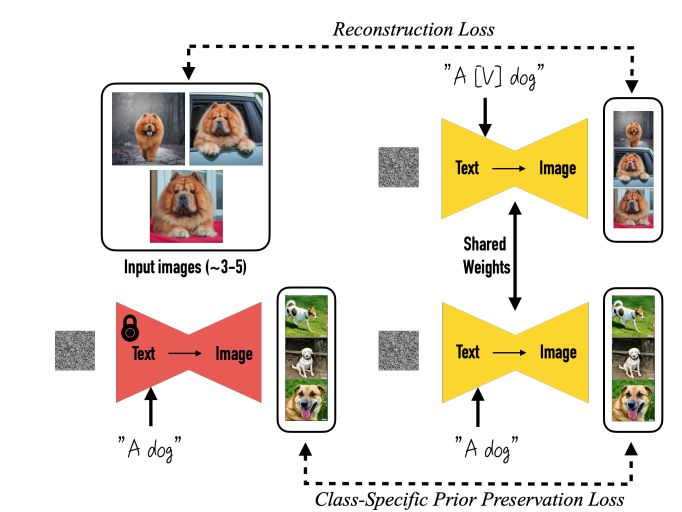 Reconstruction Loss
"A [V] dog"
Text → Image
Input images (~3-5)
Shared
Weights
Text → Image
Text → Image
"A dog"
"A dog"
Class-Specific Prior Preservation Loss